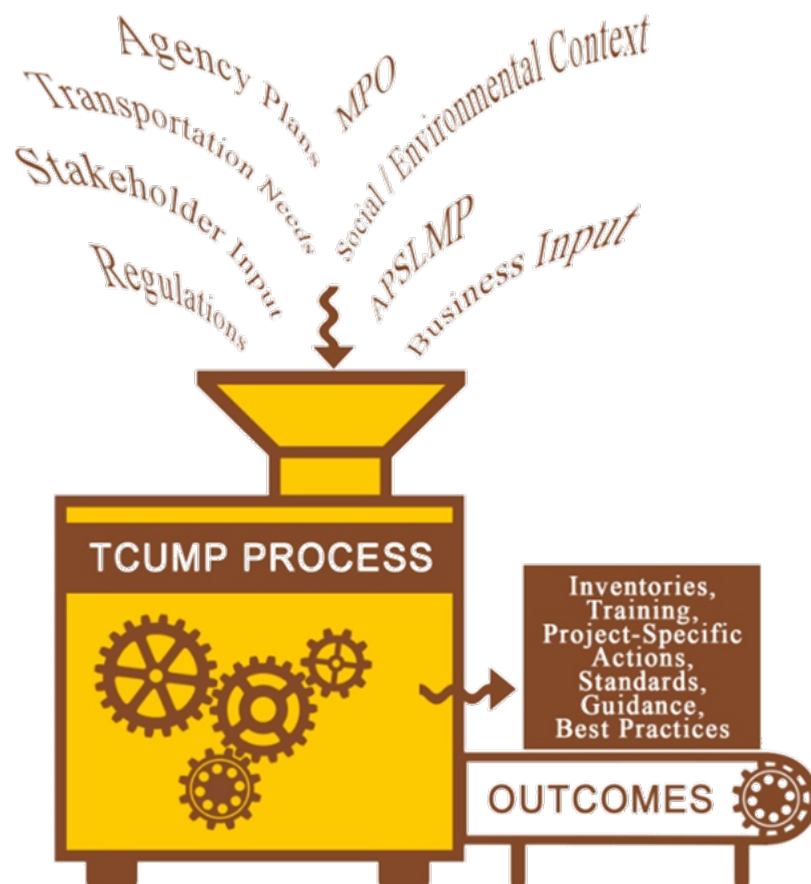 Agency Plans
MPO
Social / Environmental Context
Transportation Needs
Stakeholder Input
APSLMP
Business Input
Regulations
TCUMP PROCESS
Inventories,
Training,
Project-Specific
Actions,
Standards,
Guidance,
Best Practices
OUTCOMES